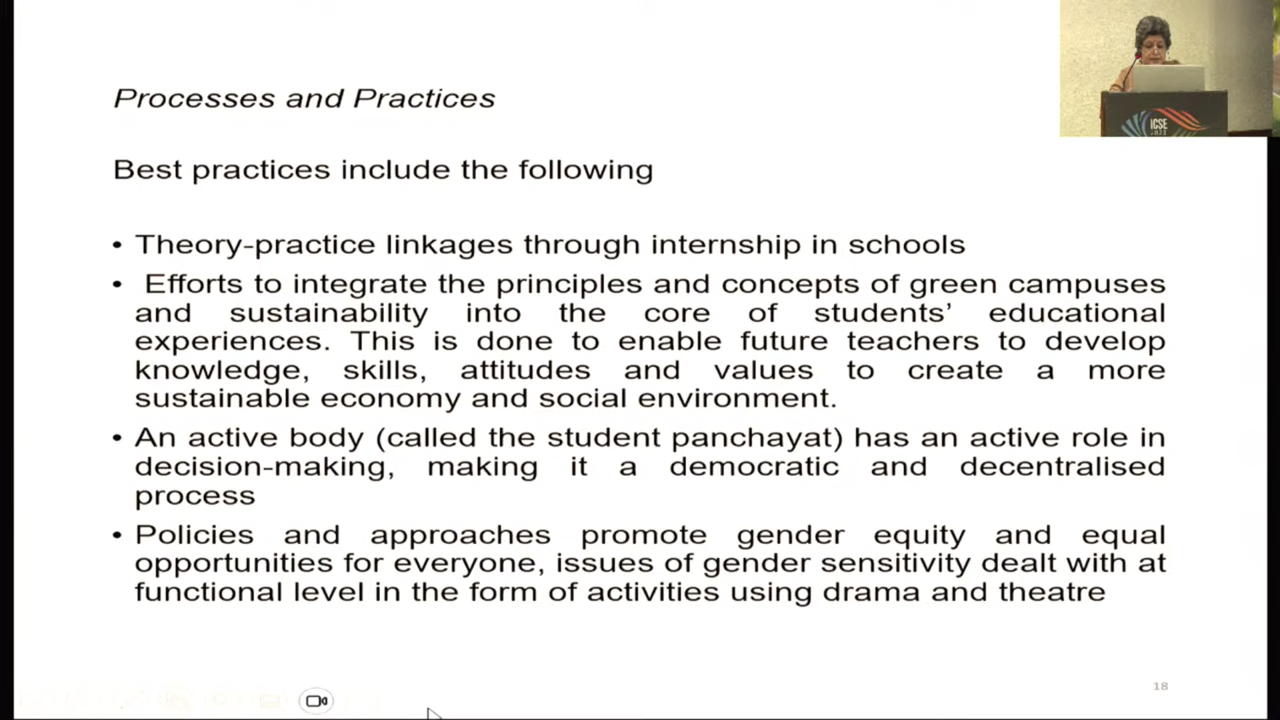 Processes and Practices
ICSE
2023
Best practices include the following
• Theory-practice linkages through internship in schools
• Efforts to integrate the principles and concepts of green campuses
and sustainability into the core of students’ educational
experiences. This is done to enable future teachers to develop
knowledge, skills, attitudes and values to create a more
sustainable economy and social environment.
• An active body (called the student panchayat) has an active role in
decision-making, making it a democratic and decentralised
process
• Policies and approaches promote gender equity and equal
opportunities for everyone, issues of gender sensitivity dealt with at
functional level in the form of activities using drama and theatre
18